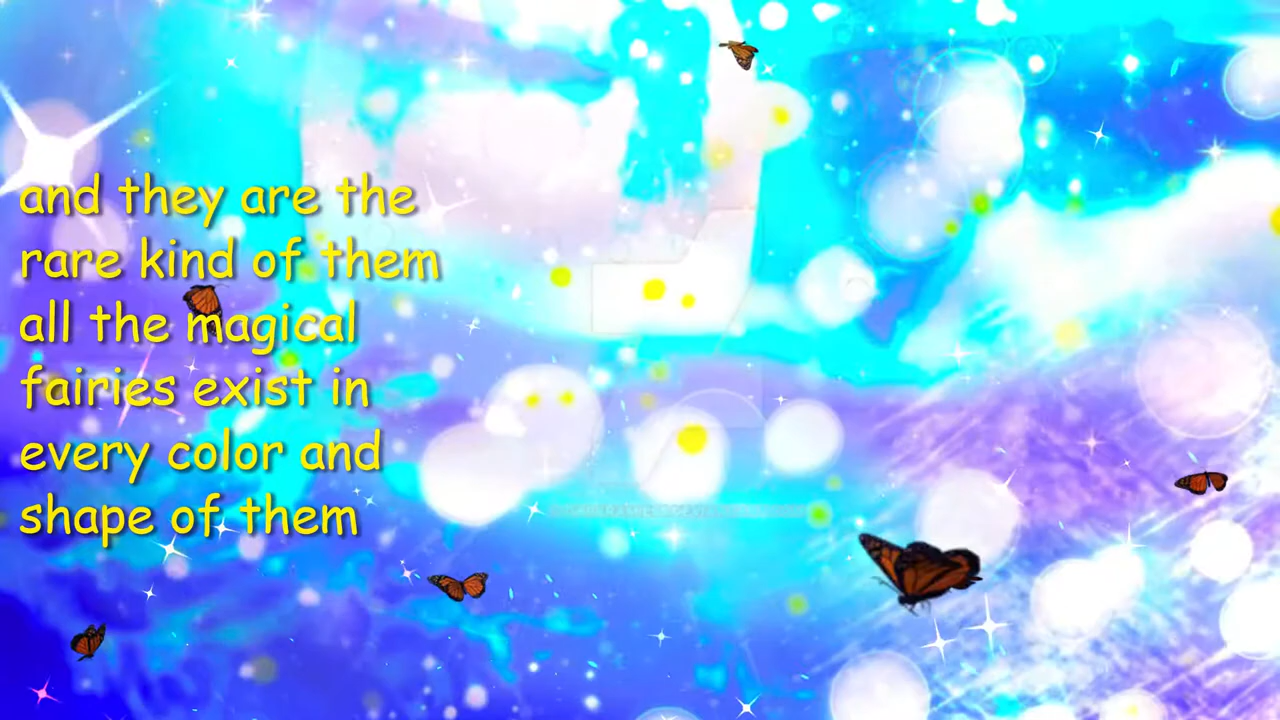 and they are the
rare kind of them
all the magical
fairies exist in
every color and
shape of them